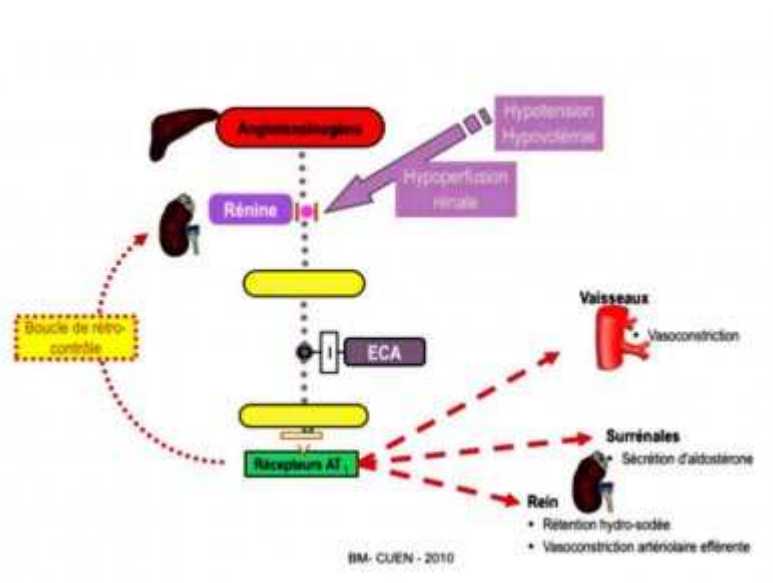 Hypotension
Hypovolémie
Angiotensinogène
Hypoperfusion
rénale
Rénine
Boucle de rétro-
contrôle
I
ECA
Vaisseaux
• Vasoconstriction
Récepteurs AT1
Surrénales
• Sécrétion d'aldostérone
Rein
• Rétention hydro-sodée
• Vasoconstriction artériolaire efférente
BM- CUEN - 2010